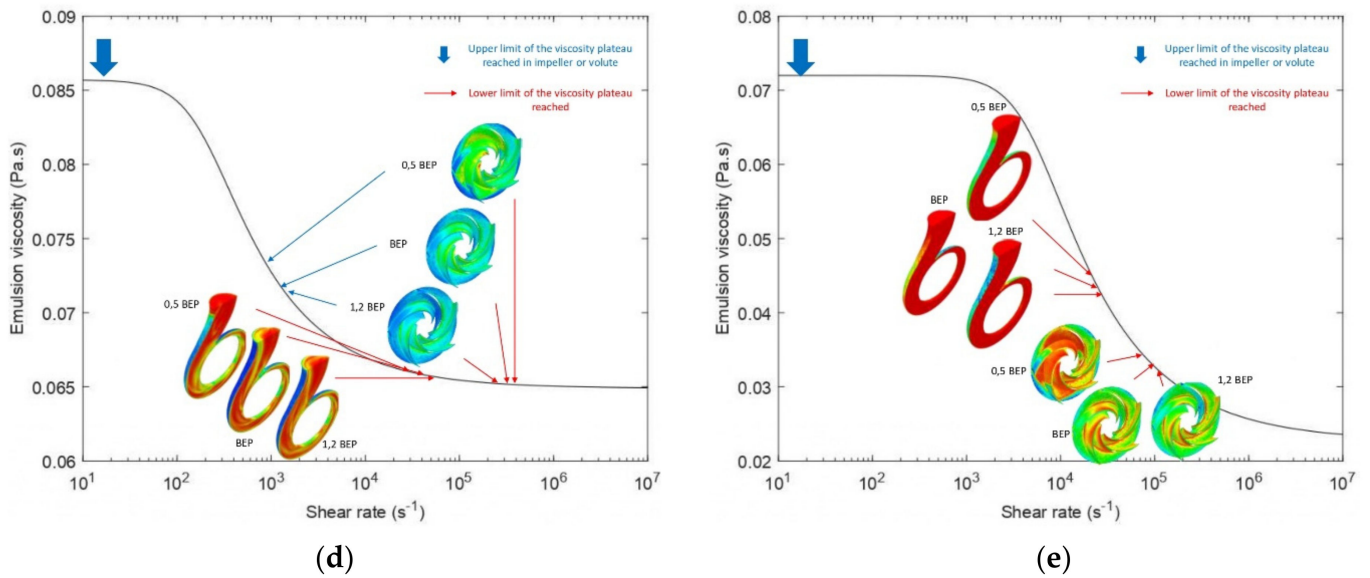 0.09
0.085
0.08
0.075
0.07
0.065
0.06
Emulsion viscosity (Pa.s)
Upper limit of the viscosity plateau
reached in impeller or volute
Lower limit of the viscosity plateau
reached
0,5 BEP
BEP
1,2 BEP
0,5 BEP
BEP
1,2 BEP
10¹ 10² 10³ 10⁴ 10⁵ 10⁶ 10⁷
Shear rate (s⁻¹)
(d)
0.08
0.07
0.06
0.05
0.04
0.03
0.02
Emulsion viscosity (Pa.s)
Upper limit of the viscosity plateau
reached in impeller or volute
Lower limit of the viscosity plateau
reached
0,5 BEP
BEP
1,2 BEP
0,5 BEP
BEP
1,2 BEP
10¹ 10² 10³ 10⁴ 10⁵ 10⁶ 10⁷
Shear rate (s⁻¹)
(e)